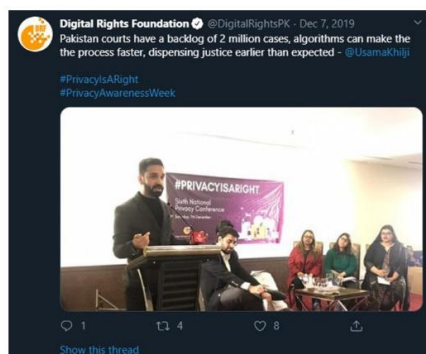 Digital Rights Foundation @DigitalRightsPK · Dec 7, 2019
Pakistan courts have a backlog of 2 million cases, algorithms can make the
the process faster, dispensing justice earlier than expected - @UsamaKhilji
#PrivacyIsARight
#PrivacyAwarenessWeek
#PRIVACYISARIGHT
Sixth National
Privacy Conference
1 4 8
Show this thread